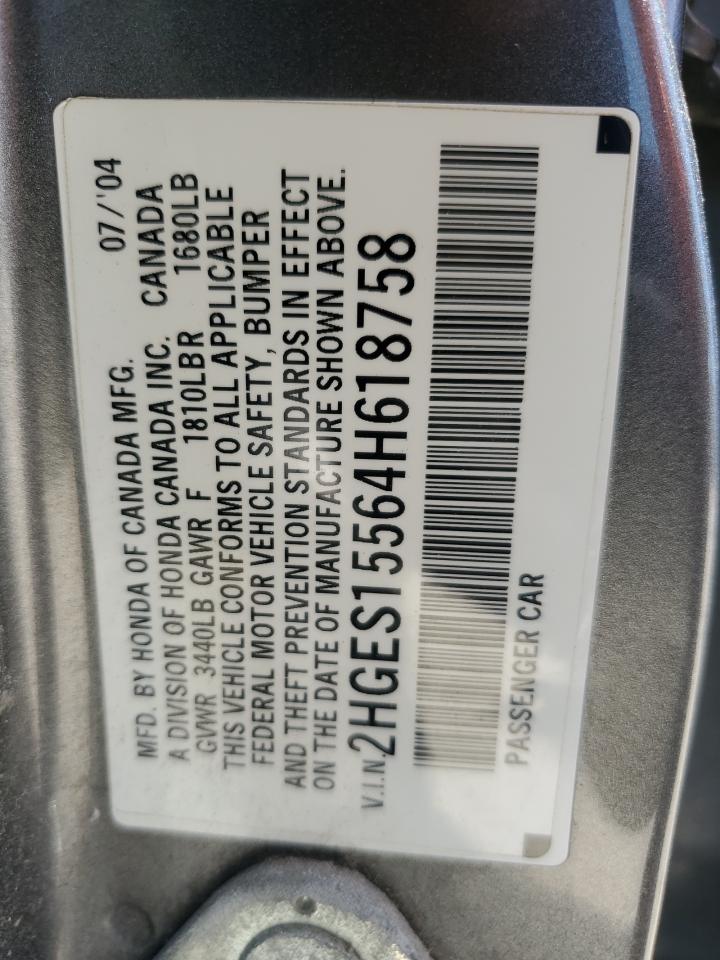 MFD. BY HONDA OF CANADA MFG. 07/'04
A DIVISION OF HONDA CANADA INC. CANADA
GVWR 3440LB GAWR F 1810LBR 1680LB
THIS VEHICLE CONFORMS TO ALL APPLICABLE
FEDERAL MOTOR VEHICLE SAFETY, BUMPER
AND THEFT PREVENTION STANDARDS IN EFFECT
ON THE DATE OF MANUFACTURE SHOWN ABOVE.
V.I.N. 2HGES15564H618758
PASSENGER CAR